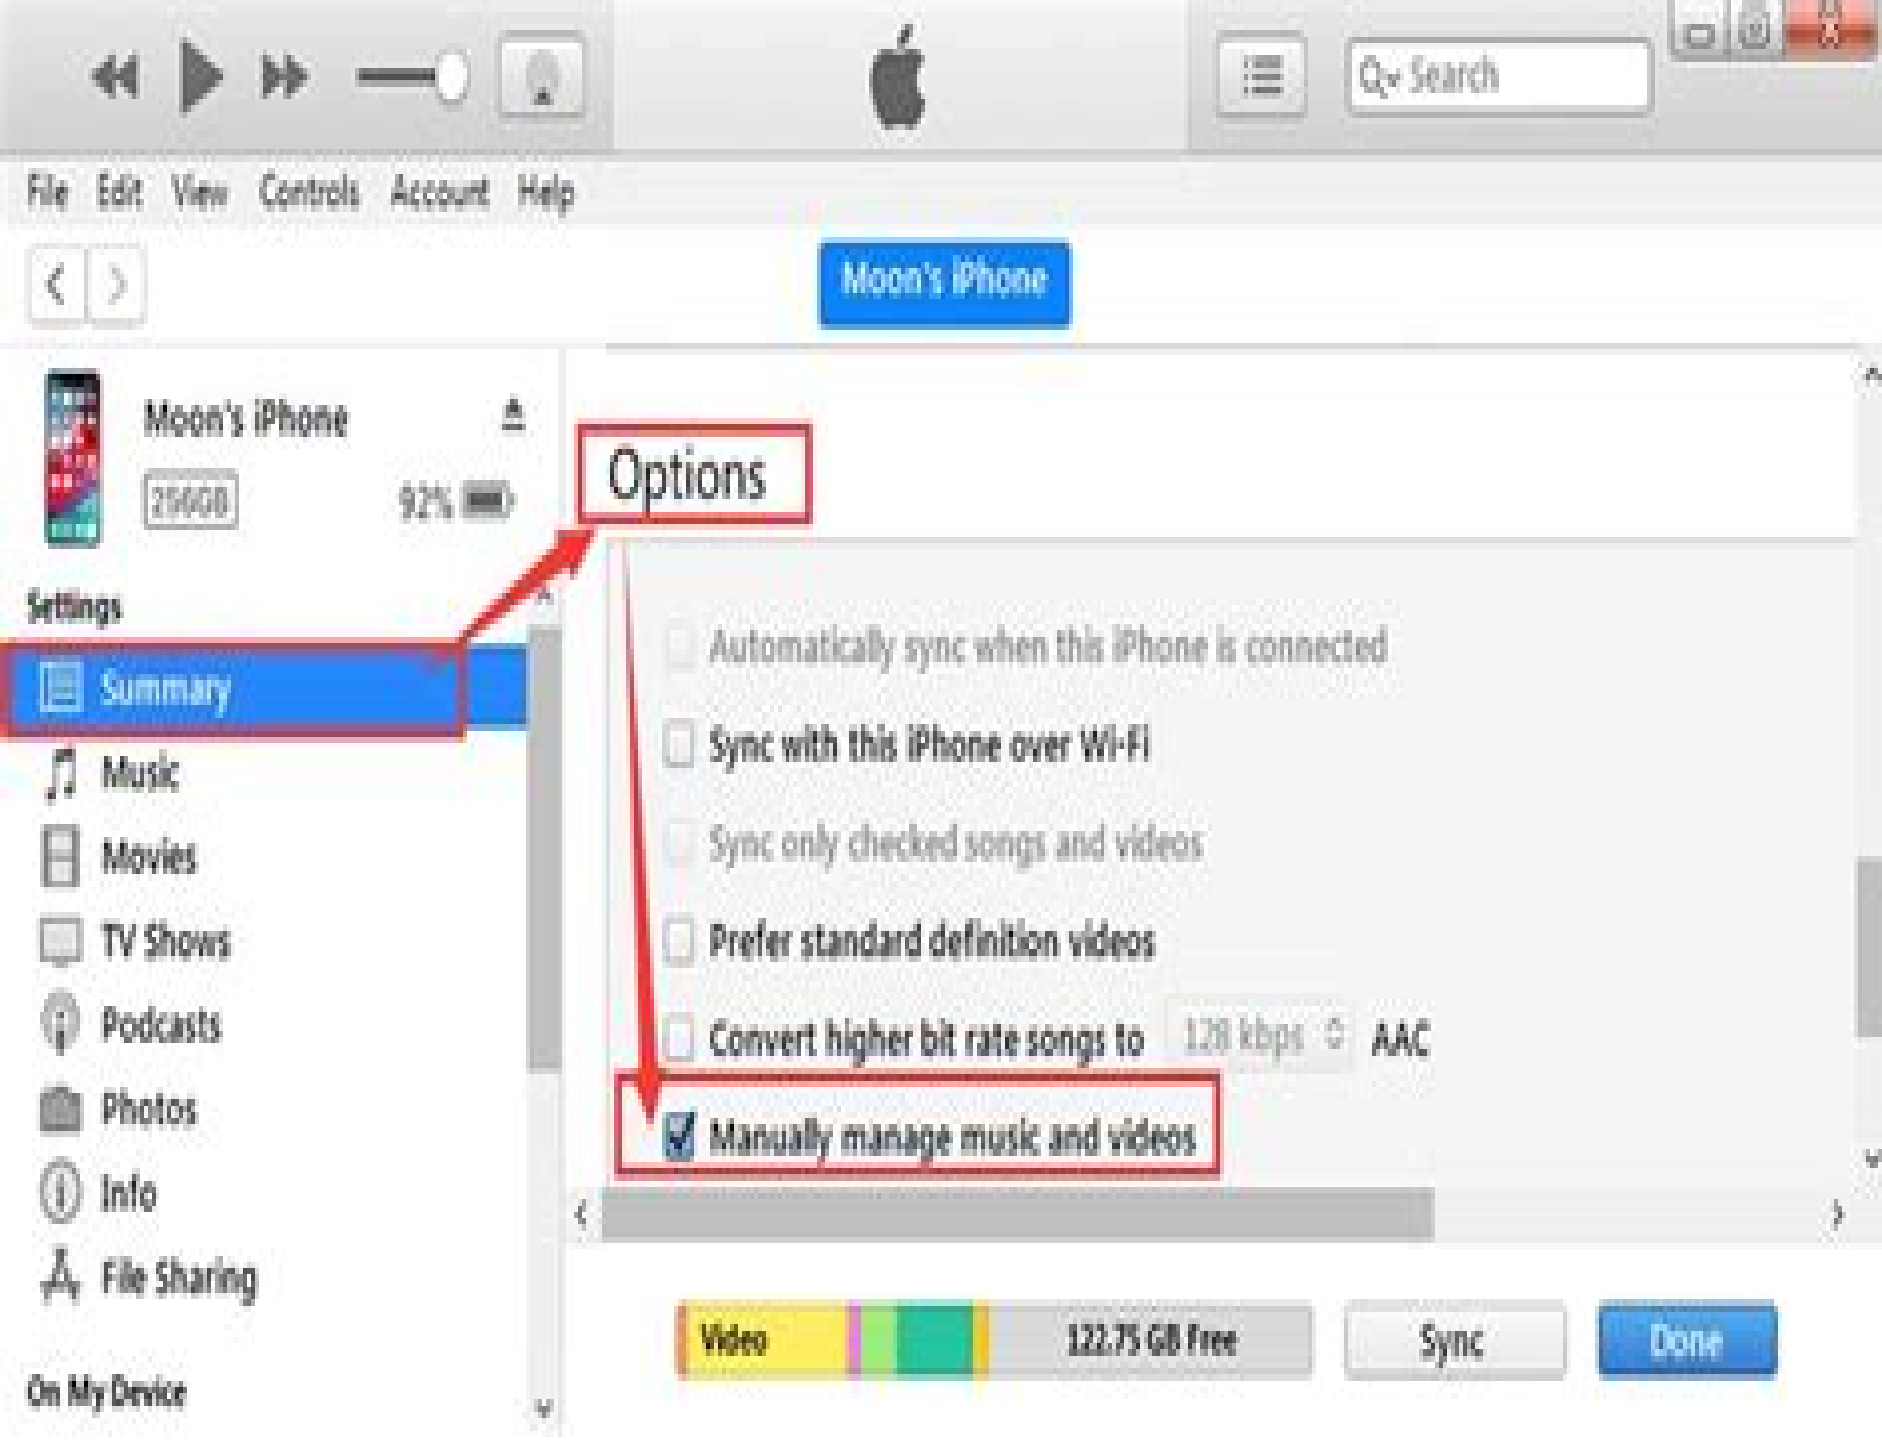 Search
File Edit View Controls Account Help
Moon's iPhone
Moon's iPhone
256GB 92%
Settings
Summary
Music
Movies
TV Shows
Podcasts
Photos
Info
File Sharing
On My Device
Options
Automatically sync when this iPhone is connected
Sync with this iPhone over Wi-Fi
Sync only checked songs and videos
Prefer standard definition videos
Convert higher bit rate songs to 128 kbps AAC
Manually manage music and videos
Video 122.75 GB Free Sync Done